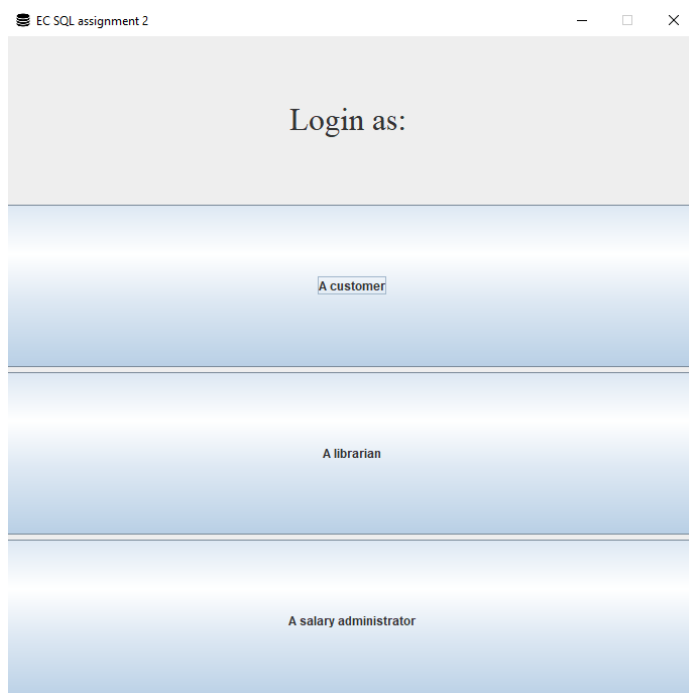 EC SQL assignment 2
Login as:
A customer
A librarian
A salary administrator